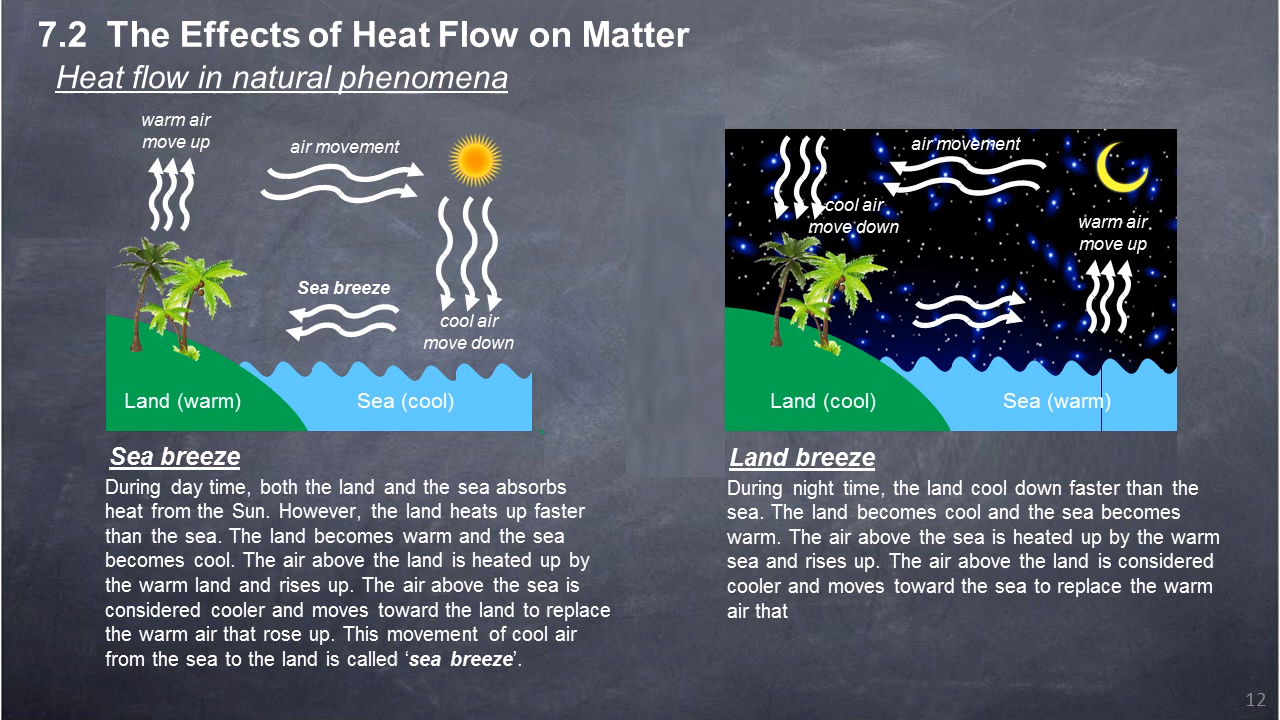 7.2 The Effects of Heat Flow on Matter
Heat flow in natural phenomena
warm air
move up
air movement
Sea breeze
cool air
move down
Land (warm)
Sea (cool)
air movement
cool air
move down
warm air
move up
Land (cool)
Sea (warm)
Sea breeze
During day time, both the land and the sea absorbs
heat from the Sun. However, the land heats up faster
than the sea. The land becomes warm and the sea
becomes cool. The air above the land is heated up by
the warm land and rises up. The air above the sea is
considered cooler and moves toward the land to replace
the warm air that rose up. This movement of cool air
from the sea to the land is called ‘sea breeze’.
Land breeze
During night time, the land cool down faster than the
sea. The land becomes cool and the sea becomes
warm. The air above the sea is heated up by the warm
sea and rises up. The air above the land is considered
cooler and moves toward the sea to replace the warm
air that
12